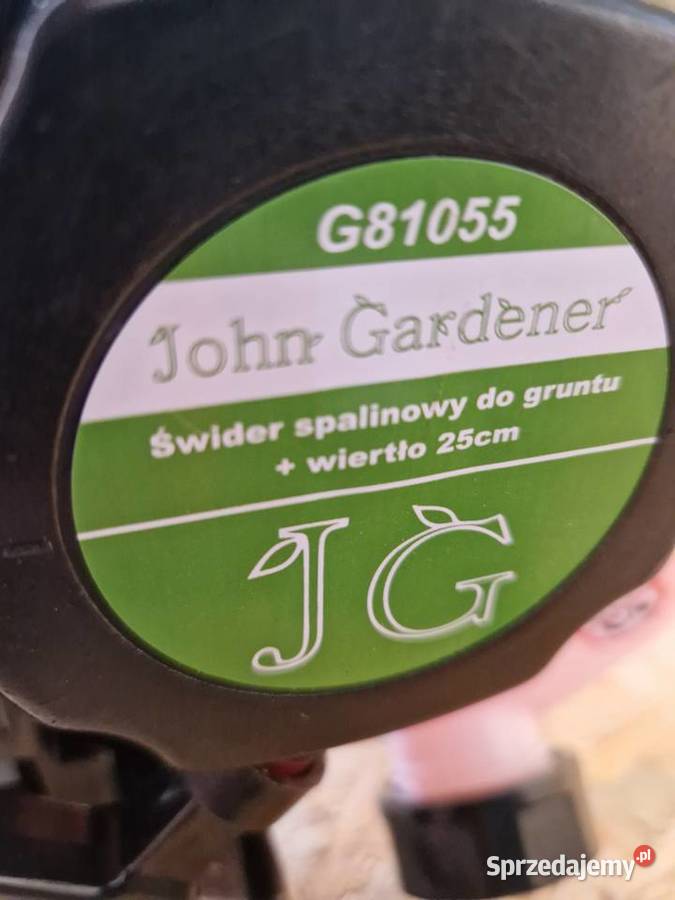 G81055
John Gardener
Świder spalinowy do gruntu
+ wiertło 25cm
JG
Sprzedajemy.pl